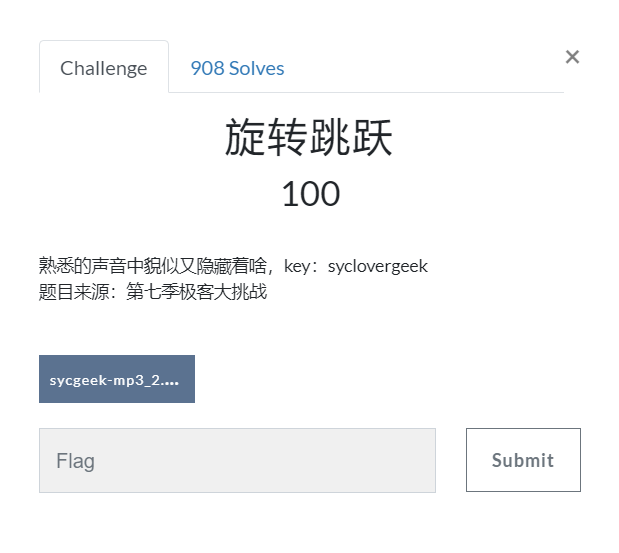 Challenge
908 Solves
×
旋转跳跃
100
熟悉的声音中貌似又隐藏着啥，key：syclovergeek
题目来源：第七季极客大挑战
sycgeek-mp3_2....
Flag
Submit